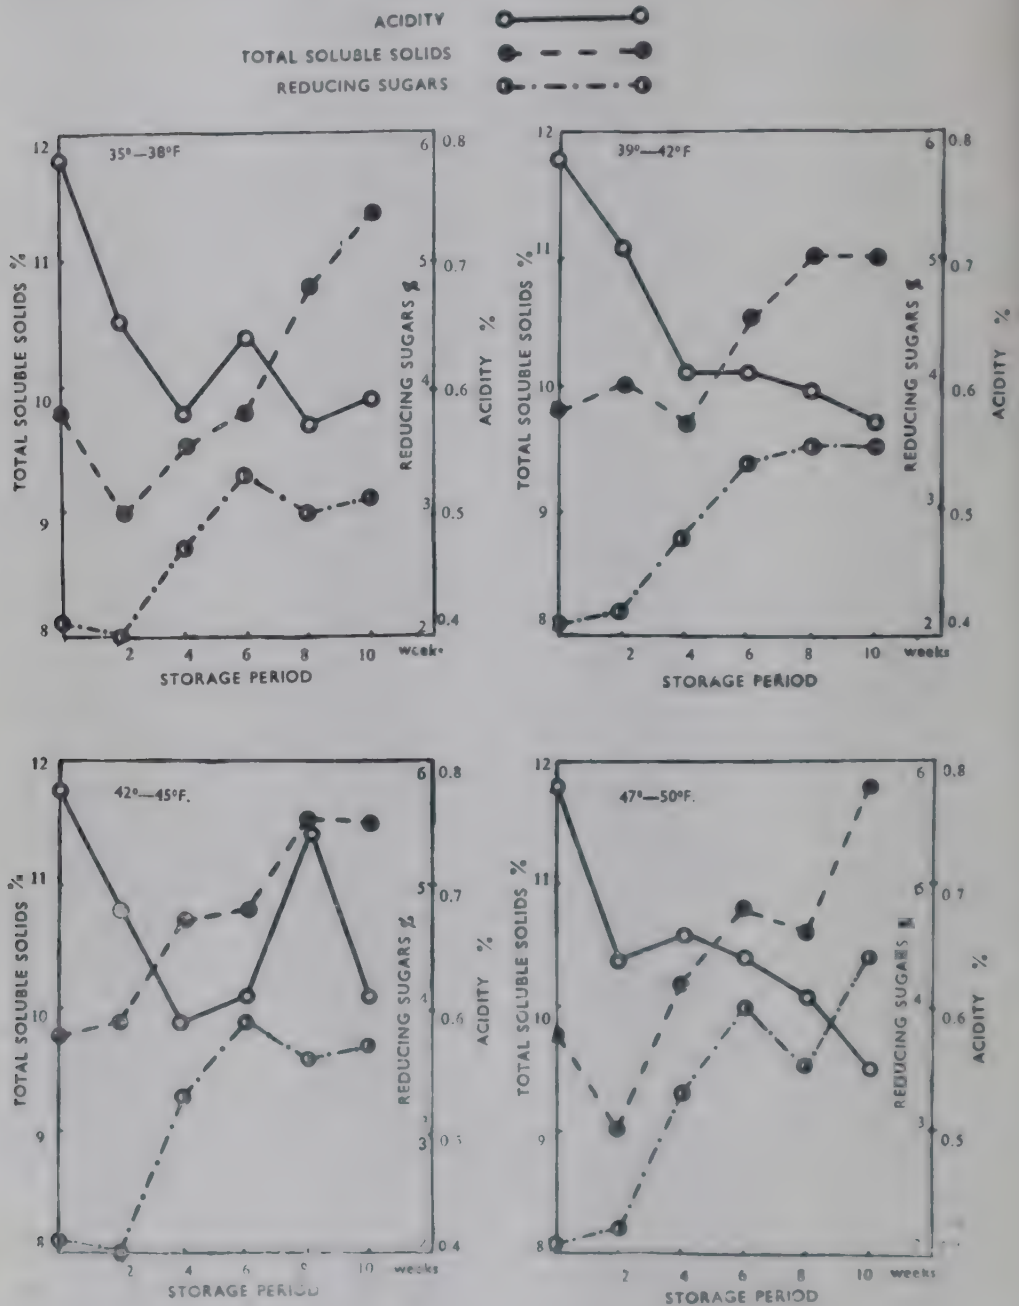 ACIDITY
TOTAL SOLUBLE SOLIDS
REDUCING SUGARS
35°—38°F
TOTAL SOLUBLE SOLIDS %
12
11
10
9
8
REDUCING SUGARS %
6
5
4
3
2
ACIDITY %
0.8
0.7
0.6
0.5
0.4
2 4 6 8 10
STORAGE PERIOD
39°—42°F
TOTAL SOLUBLE SOLIDS %
12
11
10
9
8
REDUCING SUGARS %
6
5
4
3
2
ACIDITY %
0.8
0.7
0.6
0.5
0.4
2 4 6 8 10 weeks
STORAGE PERIOD
42°—45°F.
TOTAL SOLUBLE SOLIDS %
12
11
10
9
8
REDUCING SUGARS %
6
5
4
3
ACIDITY %
0.8
0.7
0.6
0.4
2 4 6 10 weeks
STORAGE PERIOD
47°—50°F.
TOTAL SOLUBLE SOLIDS %
12
11
10
9
8
REDUCING SUGARS
6
4
3
ACIDITY %
0.8
0.7
0.6
0.5
2 4 6 8 10 weeks
STORAGE PERIOD